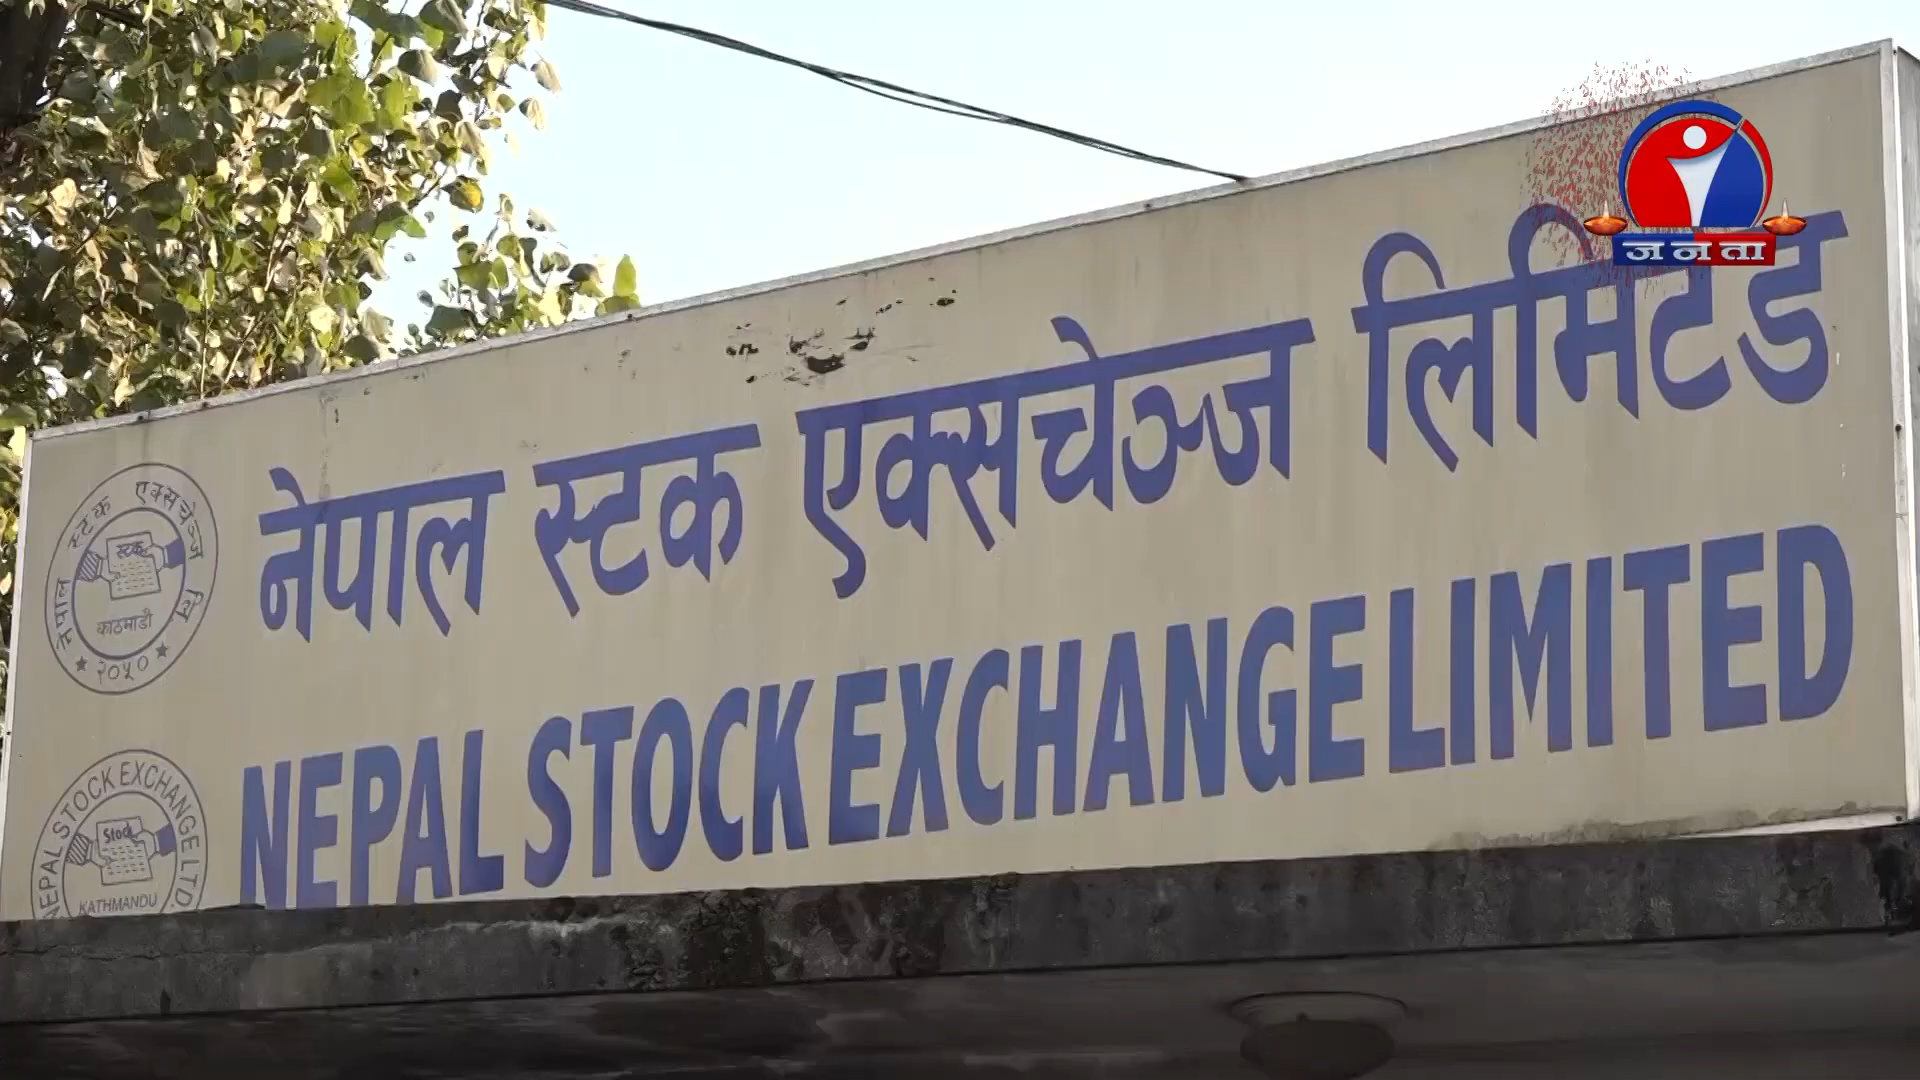 जनता
नेपाल स्टक एक्सचेञ्ज लिमिटेड
NEPAL STOCK EXCHANGE LIMITED
नेपाल स्टक एक्सचेञ्ज लि.
स्टक
काठमाडौं
२०५०
NEPAL STOCK EXCHANGE LTD.
Stock
KATHMANDU